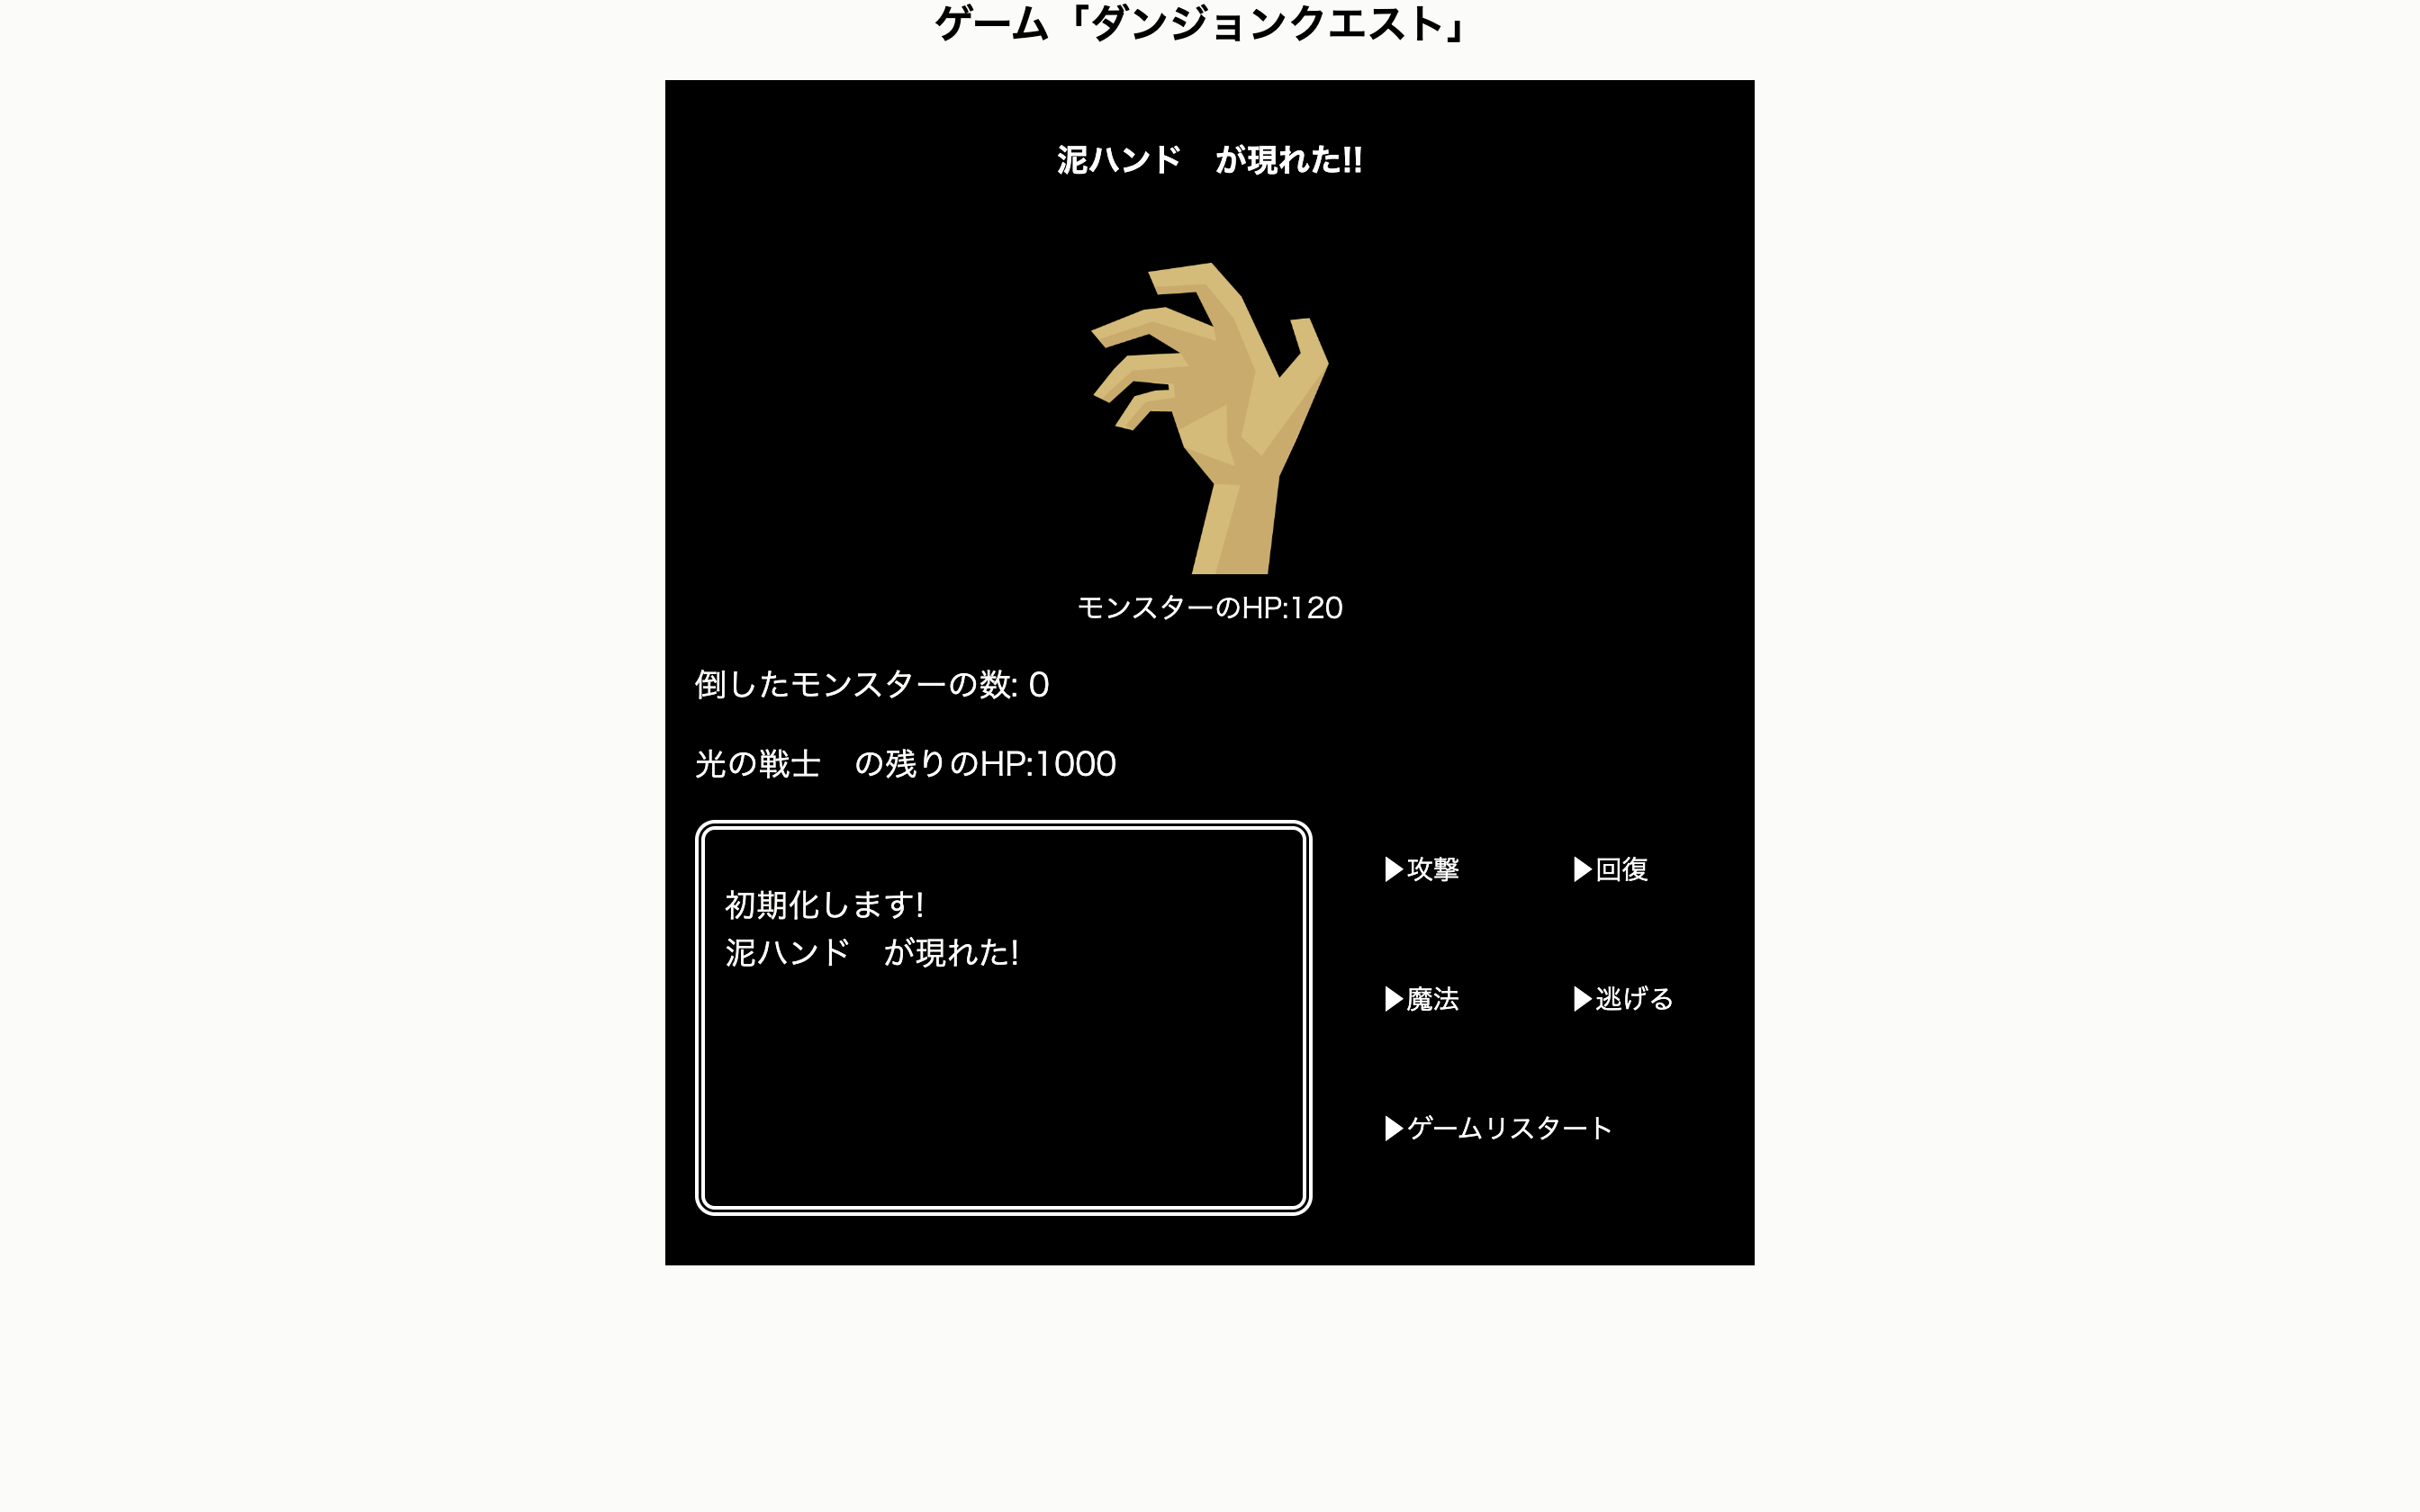 ゲーム「ダンジョンクエスト」
泥ハンド　が現れた!!
モンスターのHP:120
倒したモンスターの数: 0
光の戦士　の残りのHP:1000
初期化します!
泥ハンド　が現れた!
▶攻撃　▶回復
▶魔法　▶逃げる
▶ゲームリスタート